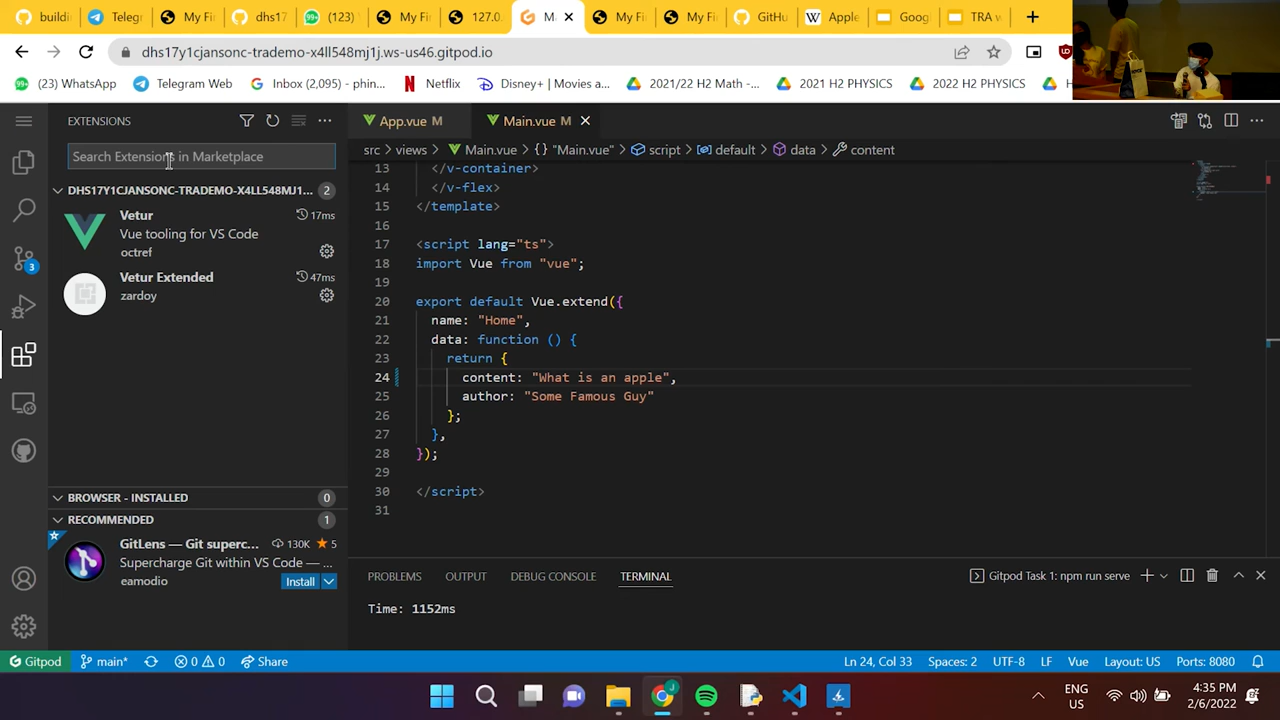 buildi
Telegr
My Fi
dhs17
(123)
My Fi
127.0.
M
My Fi
My Fi
GitHu
Apple
Goog
TRA w
dhs17y1cjansonc-trademo-x4ll548mj1j.ws-us46.gitpod.io
(23) WhatsApp
Telegram Web
Inbox (2,095) - phin...
Netflix
Disney+ | Movies a...
2021/22 H2 Math -...
2021 H2 PHYSICS
2022 H2 PHYSICS
EXTENSIONS
Search Extensions in Marketplace
DHS17Y1CJANSONC-TRADEMO-X4LL548MJ1... 2
Vetur 17ms
Vue tooling for VS Code
octref
Vetur Extended 47ms
zardoy
3
BROWSER - INSTALLED 0
RECOMMENDED 1
GitLens — Git superc... 130K 5
Supercharge Git within VS Code — ...
eamodio Install
App.vue M
Main.vue M
src > views > Main.vue > {} "Main.vue" > script > default > data > content
13 </v-container>
14 </v-flex>
15 </template>
16
17 <script lang="ts">
18 import Vue from "vue";
19
20 export default Vue.extend({
21 name: "Home",
22 data: function () {
23 return {
24 content: "What is an apple",
25 author: "Some Famous Guy"
26 };
27 },
28 });
29
30 </script>
31
PROBLEMS OUTPUT DEBUG CONSOLE TERMINAL
Gitpod Task 1: npm run serve
Time: 1152ms
Gitpod main* 0 0 Share
Ln 24, Col 33 Spaces: 2 UTF-8 LF Vue Layout: US Ports: 8080
ENG
US
4:35 PM
2/6/2022